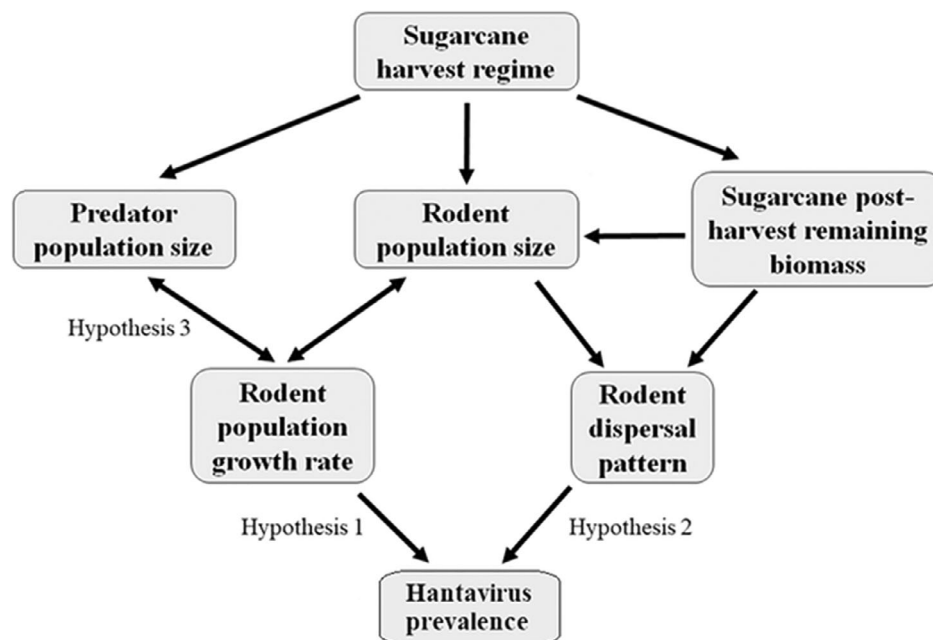 Sugarcane
harvest regime
Predator
population size
Rodent
population size
Sugarcane post-
harvest remaining
biomass
Hypothesis 3
Rodent
population
growth rate
Rodent
dispersal
pattern
Hypothesis 1
Hypothesis 2
Hantavirus
prevalence